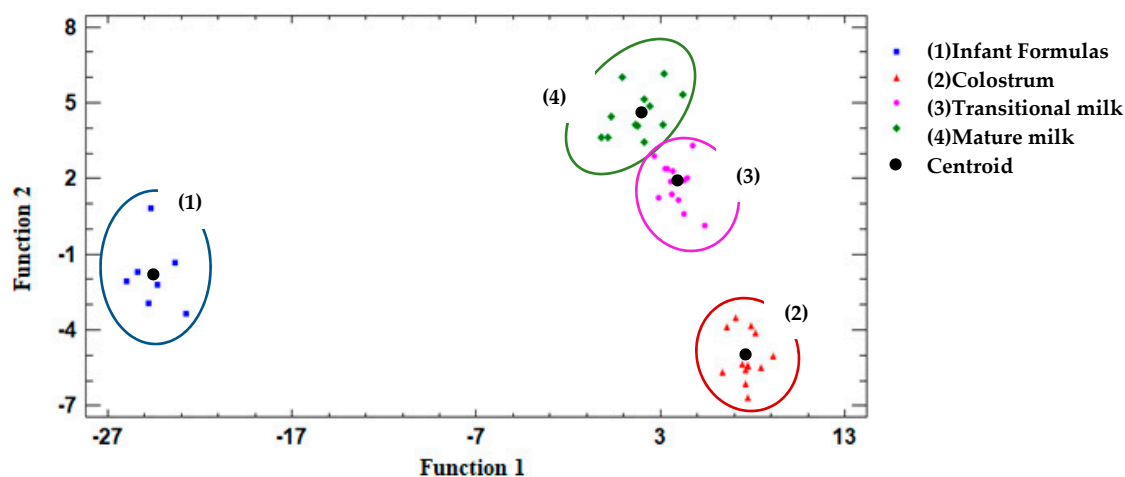 8
5
2
-1
-4
-7
Function 2
-27
-17
-7
3
13
Function 1
(1)
(2)
(3)
(4)
(1)Infant Formulas
(2)Colostrum
(3)Transitional milk
(4)Mature milk
Centroid